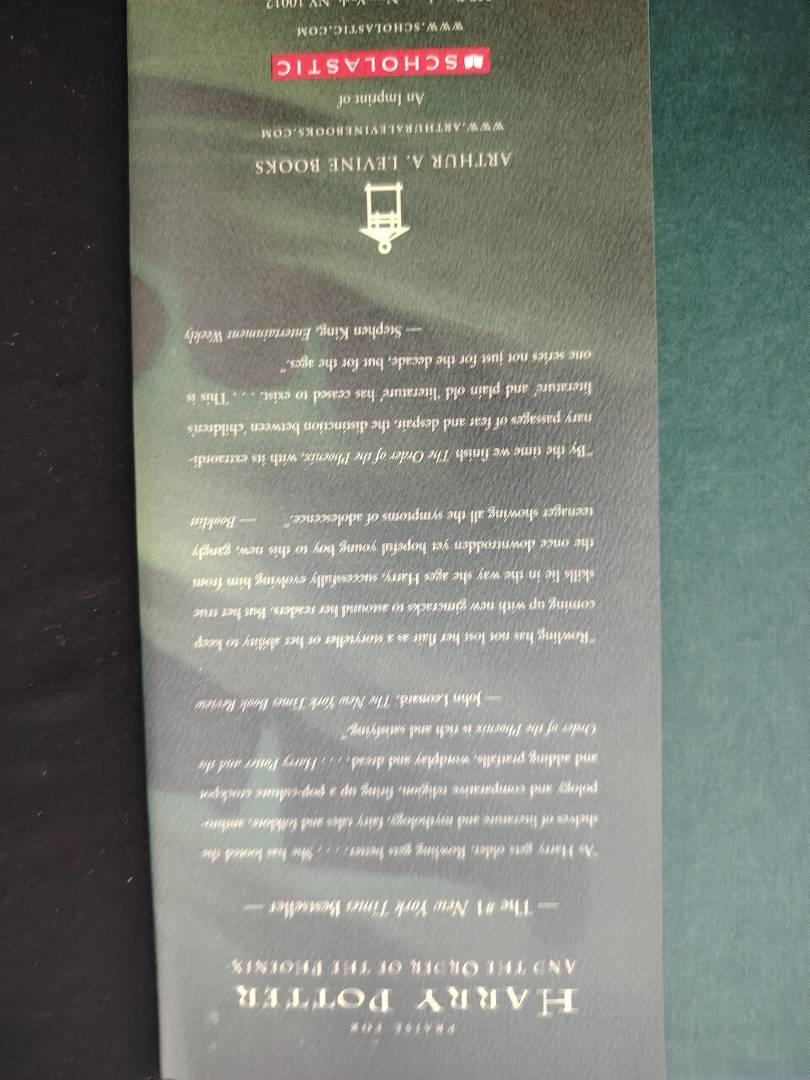 PRAISE FOR
HARRY POTTER
AND THE ORDER OF THE PHOENIX
— The #1 New York Times Bestseller —
"As Harry gets older, Rowling gets better. . . . She has looted the
shelves of literature and mythology, fairy tales and folklore, anthro-
pology and comparative religion, firing up a pop-culture crockpot
and adding pratfalls, wordplay and dread. . . . Harry Potter and the
Order of the Phoenix is rich and satisfying."
— John Leonard, The New York Times Book Review
"Rowling has not lost her flair as a storyteller or her ability to keep
coming up with new gimcracks to astound her readers. But her true
skills lie in the way she ages Harry, successfully evolving him from
the once downtrodden yet hopeful young boy to this new, gangly
teenager showing all the symptoms of adolescence." — Booklist
"By the time we finish The Order of the Phoenix, with its extraordi-
nary passages of fear and despair, the distinction between 'children's
literature' and plain old 'literature' has ceased to exist. . . . This is
one series not just for the decade, but for the ages."
— Stephen King, Entertainment Weekly
ARTHUR A. LEVINE BOOKS
WWW.ARTHURALEVINEBOOKS.COM
An Imprint of
SCHOLASTIC
WWW.SCHOLASTIC.COM
NY 10012